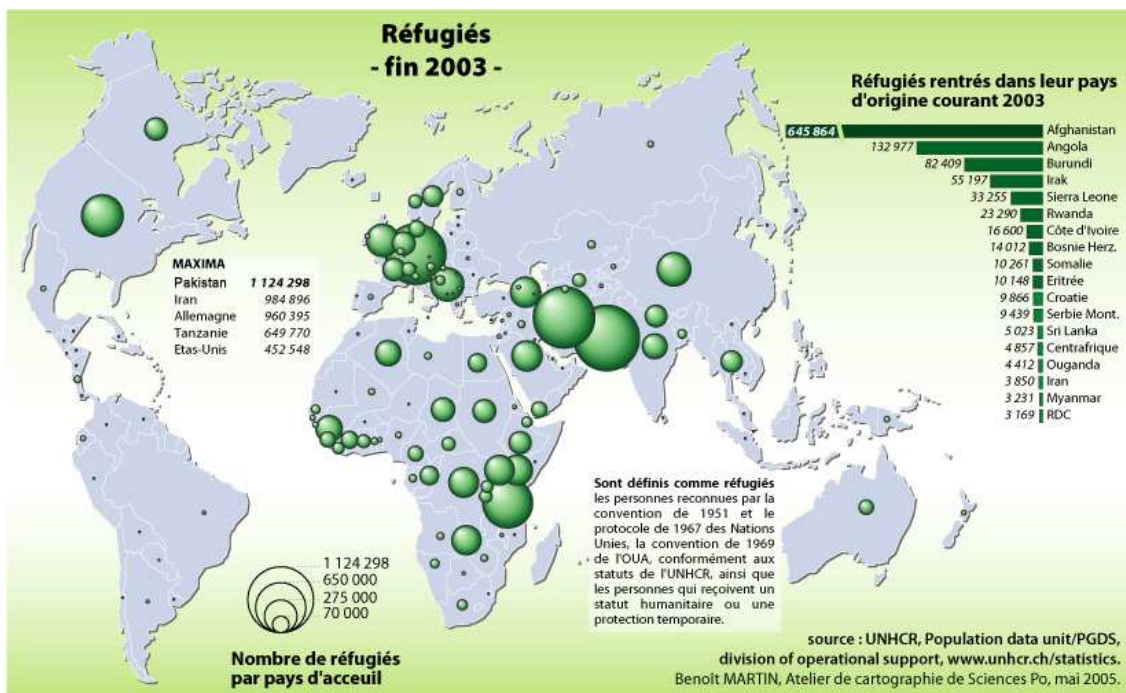 Réfugiés
- fin 2003 -
Réfugiés rentrés dans leur pays
d'origine courant 2003
645 864 Afghanistan
132 977 Angola
82 409 Burundi
55 197 Irak
33 255 Sierra Leone
23 290 Rwanda
16 600 Côte d'Ivoire
14 012 Bosnie Herz.
10 261 Somalie
10 148 Eritrée
9 866 Croatie
9 439 Serbie Mont.
5 023 Sri Lanka
4 857 Centrafrique
4 412 Ouganda
3 850 Iran
3 231 Myanmar
3 169 RDC
MAXIMA
Pakistan 1 124 298
Iran 984 896
Allemagne 960 395
Tanzanie 649 770
Etas-Unis 452 548
Sont définis comme réfugiés
les personnes reconnues par la
convention de 1951 et le
protocole de 1967 des Nations
Unies, la convention de 1969
de l'OUA, conformément aux
statuts de l'UNHCR, ainsi que
les personnes qui reçoivent un
statut humanitaire ou une
protection temporaire.
1 124 298
650 000
275 000
70 000
Nombre de réfugiés
par pays d'acceuil
source : UNHCR, Population data unit/PGDS,
division of operational support, www.unhcr.ch/statistics.
Benoît MARTIN, Atelier de cartographie de Sciences Po, mai 2005.